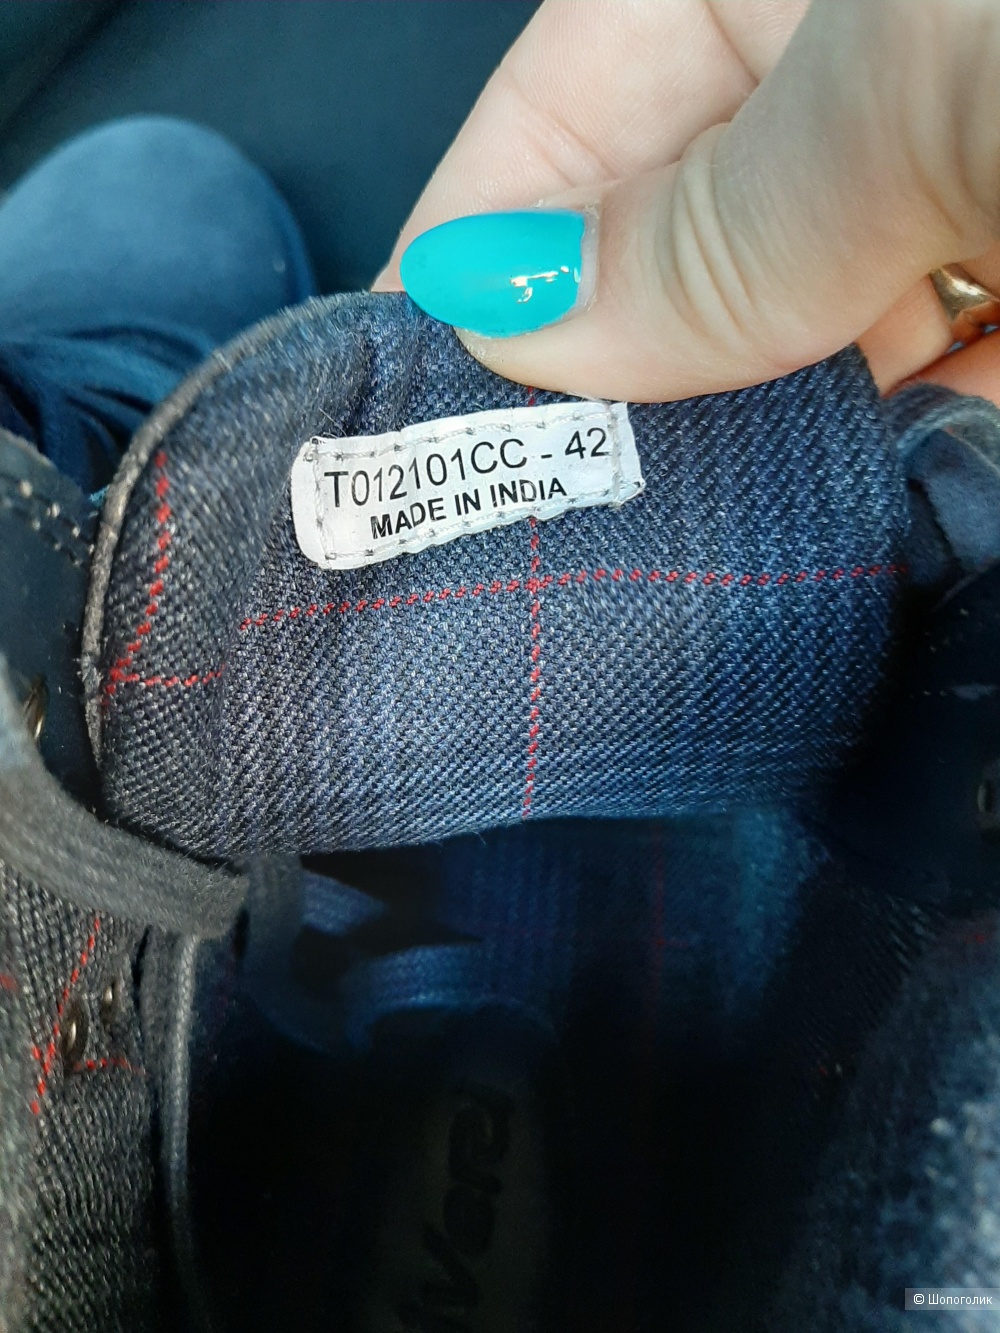 T012101CC - 42
MADE IN INDIA
© Шопоголик